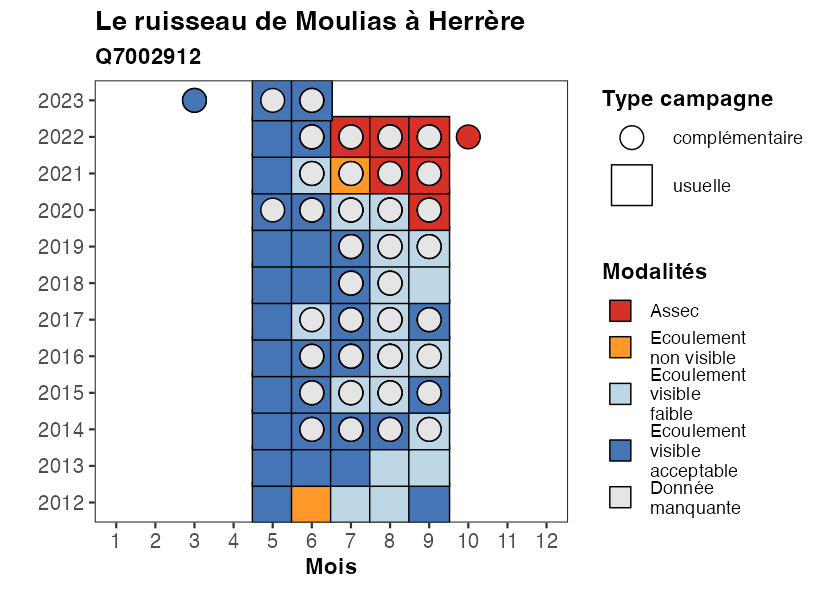 Le ruisseau de Moulias à Herrère
Q7002912
2023
2022
2021
2020
2019
2018
2017
2016
2015
2014
2013
2012
1 2 3 4 5 6 7 8 9 10 11 12
Mois
Type campagne
complémentaire
usuelle
Modalités
Assec
Ecoulement
non visible
Ecoulement
visible
faible
Ecoulement
visible
acceptable
Donnée
manquante